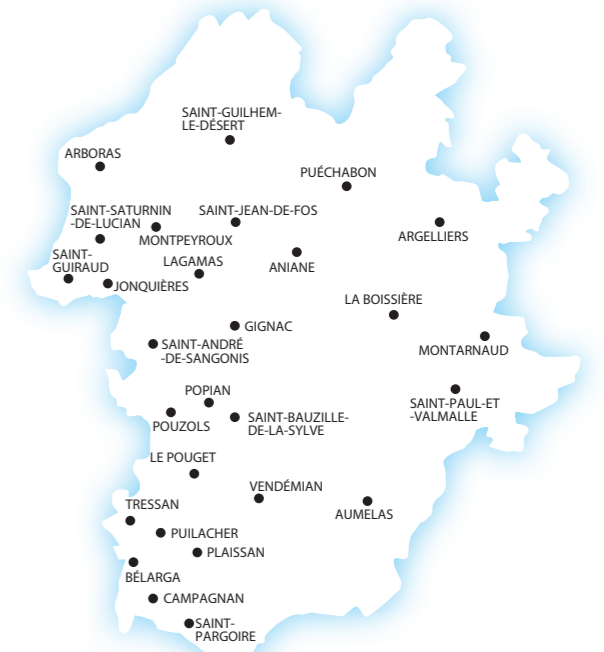 SAINT-GUILHEM-
LE-DÉSERT
ARBORAS
PUÉCHABON
SAINT-SATURNIN
-DE-LUCIAN
SAINT-JEAN-DE-FOS
MONTPEYROUX
ARGELLIERS
SAINT-
GUIRAUD
LAGAMAS
ANIANE
JONQUIÈRES
LA BOISSIÈRE
GIGNAC
SAINT-ANDRÉ
-DE-SANGONIS
MONTARNAUD
POPIAN
SAINT-PAUL-ET
-VALMALLE
POUZOLS
SAINT-BAUZILLE-
DE-LA-SYLVE
LE POUGET
VENDÉMIAN
TRESSAN
AUMELAS
PUILACHER
PLAISSAN
BÉLARGA
CAMPAGNAN
SAINT-
PARGOIRE